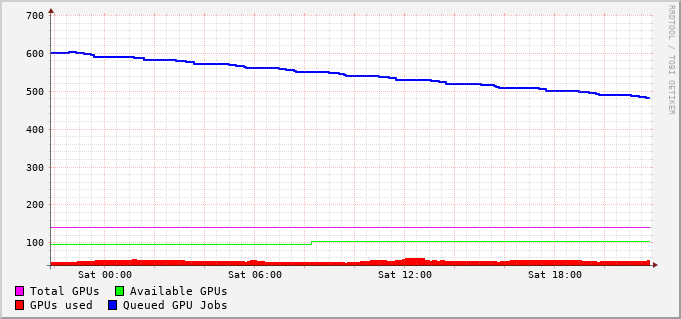 700
600
500
400
300
200
100
Sat 00:00 Sat 06:00 Sat 12:00 Sat 18:00
Total GPUs Available GPUs
GPUs used Queued GPU Jobs
RRDTOOL / TOBI OETIKER